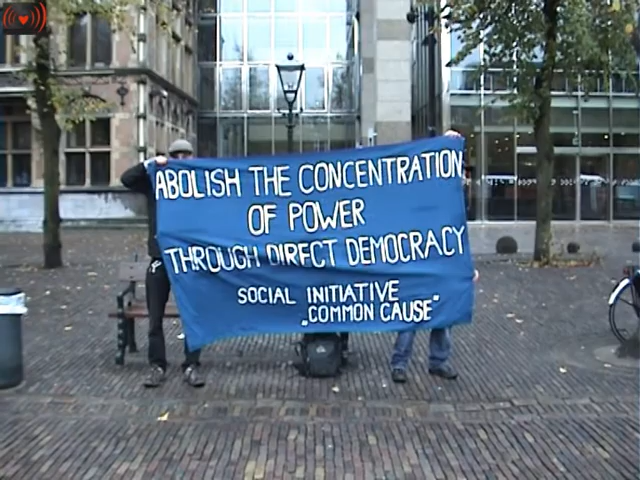 ABOLISH THE CONCENTRATION
OF POWER
THROUGH DIRECT DEMOCRACY
SOCIAL INITIATIVE
„COMMON CAUSE"